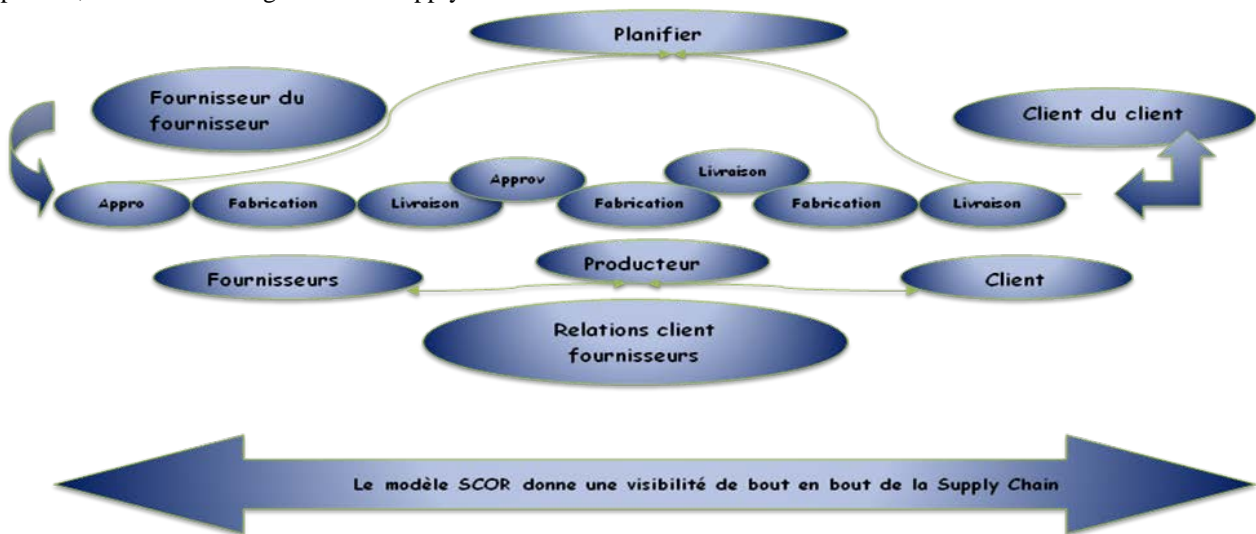 Planifier
Fournisseur du
fournisseur
Client du client
Appro
Fabrication
Livraison
Approv
Fabrication
Livraison
Fabrication
Livraison
Fournisseurs
Producteur
Client
Relations client
fournisseurs
Le modèle SCOR donne une visibilité de bout en bout de la Supply Chain